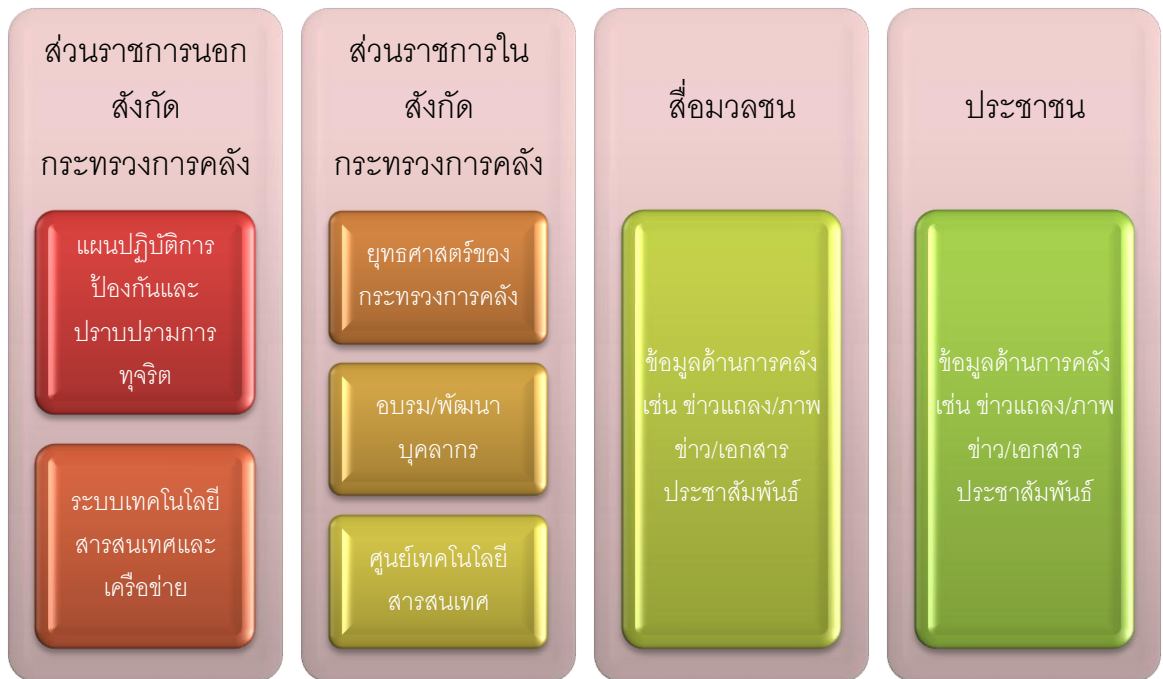 ส่วนราชการนอก
สังกัด
กระทรวงการคลัง
แผนปฏิบัติการ
ป้องกันและ
ปราบปรามการ
ทุจริต
ระบบเทคโนโลยี
สารสนเทศและ
เครือข่าย
ส่วนราชการใน
สังกัด
กระทรวงการคลัง
ยุทธศาสตร์ของ
กระทรวงการคลัง
อบรม/พัฒนา
บุคลากร
ศูนย์เทคโนโลยี
สารสนเทศ
สื่อมวลชน
ข้อมูลด้านการคลัง
เช่น ข่าวแถลง/ภาพ
ข่าว/เอกสาร
ประชาสัมพันธ์
ประชาชน
ข้อมูลด้านการคลัง
เช่น ข่าวแถลง/ภาพ
ข่าว/เอกสาร
ประชาสัมพันธ์